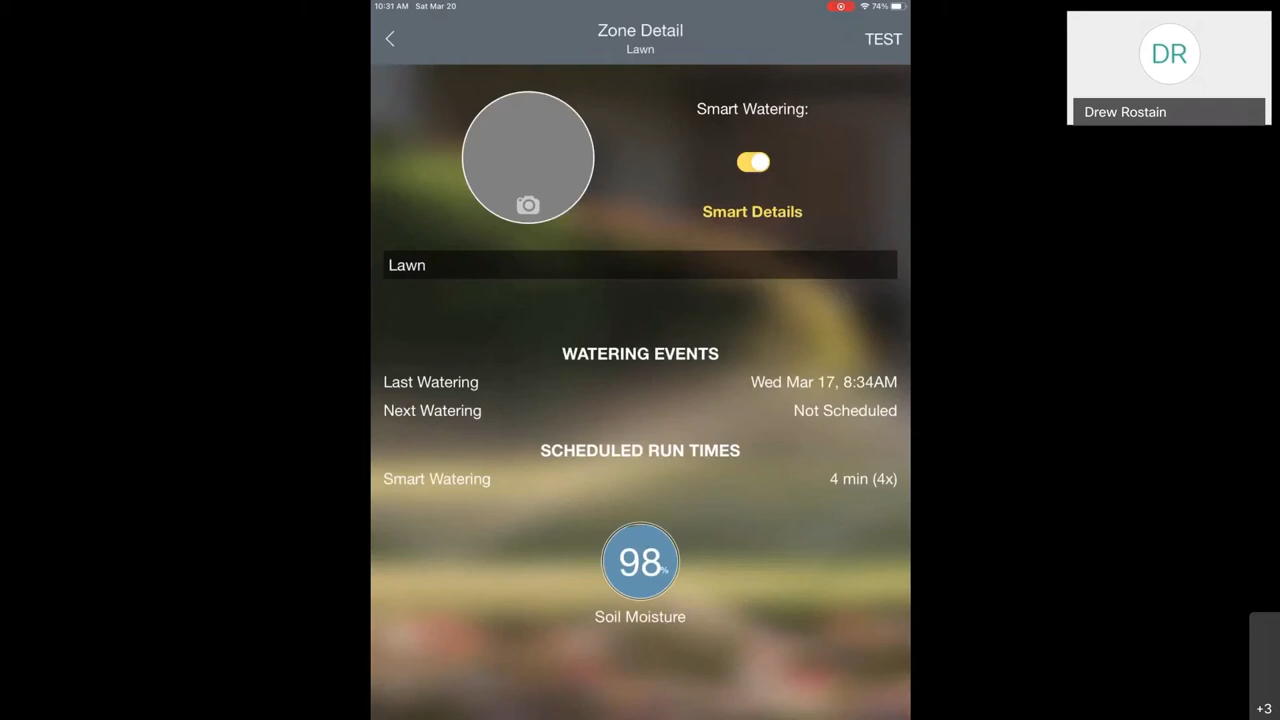 10:31 AM Sat Mar 20
74%
Zone Detail
Lawn
TEST
DR
Drew Rostain
Smart Watering:
Smart Details
Lawn
WATERING EVENTS
Last Watering Wed Mar 17, 8:34AM
Next Watering Not Scheduled
SCHEDULED RUN TIMES
Smart Watering 4 min (4x)
98%
Soil Moisture
+3